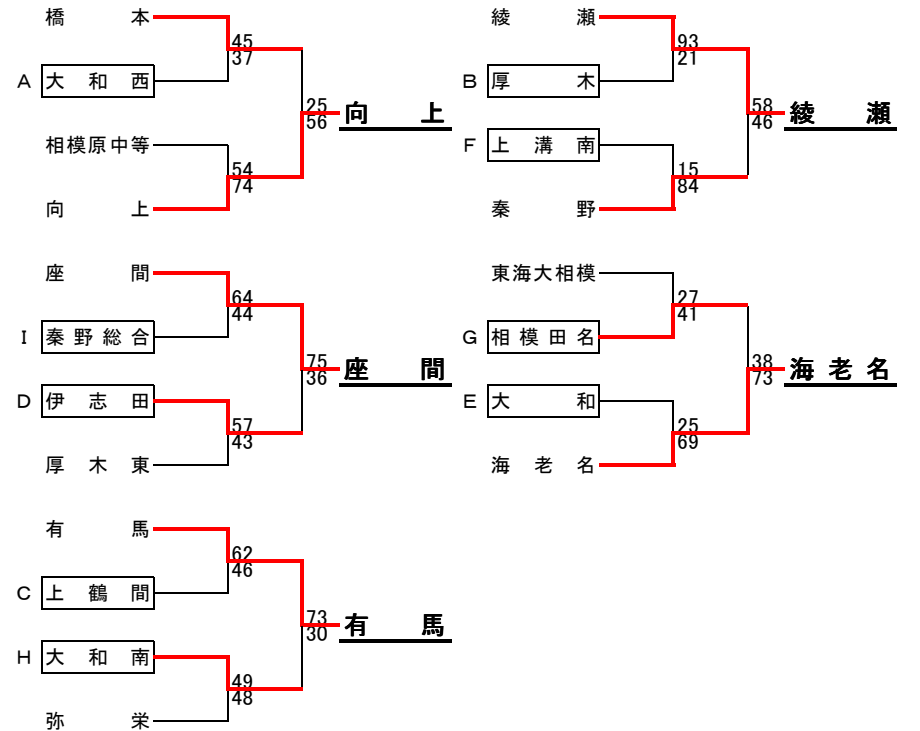 橋本
45
37
A 大和西
25
56
向上
相模原中等
54
74
向上
綾瀬
93
21
B 厚木
58
46
綾瀬
F 上溝南
15
84
秦野
座間
64
44
I 秦野総合
75
36
座間
D 伊志田
57
43
厚木東
東海大相模
27
41
G 相模田名
38
73
海老名
E 大和
25
69
海老名
有馬
62
46
C 上鶴間
73
30
有馬
H 大和南
49
48
弥栄